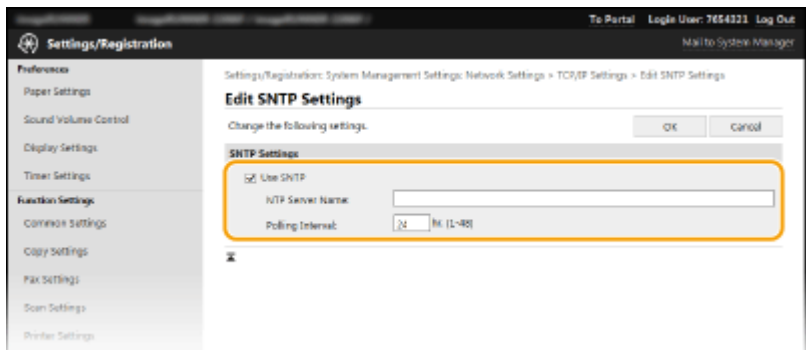 To Portal Login User: 7654321 Log Out
Settings/Registration
Mail to System Manager
Preferences
Paper Settings
Sound Volume Control
Display Settings
Timer Settings
Function Settings
Common Settings
Copy Settings
Fax Settings
Scan Settings
Printer Settings
Settings/Registration: System Management Settings: Network Settings > TCP/IP Settings > Edit SNTP Settings
Edit SNTP Settings
Change the following settings.
OK
Cancel
SNTP Settings
Use SNTP
NTP Server Name:
Polling Interval:
24 hr. (1-48)